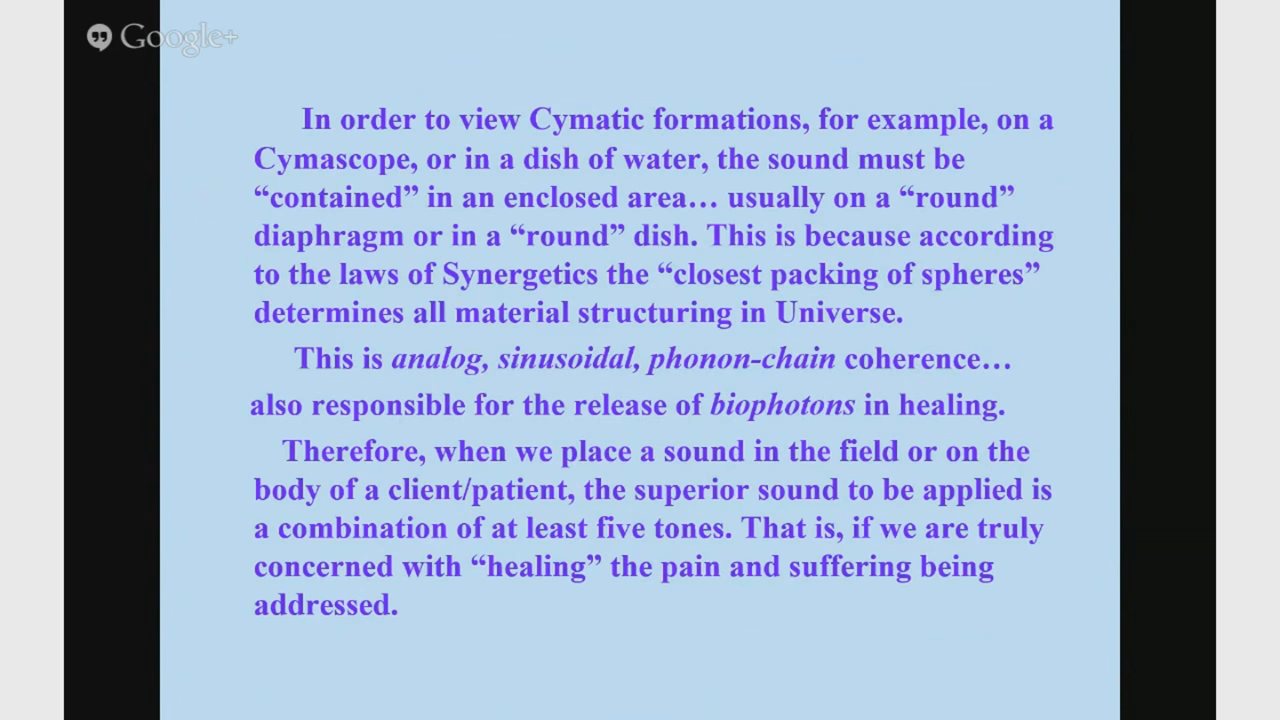 Google+
In order to view Cymatic formations, for example, on a
Cymascope, or in a dish of water, the sound must be
“contained” in an enclosed area… usually on a “round”
diaphragm or in a “round” dish. This is because according
to the laws of Synergetics the “closest packing of spheres”
determines all material structuring in Universe.
This is analog, sinusoidal, phonon-chain coherence…
also responsible for the release of biophotons in healing.
Therefore, when we place a sound in the field or on the
body of a client/patient, the superior sound to be applied is
a combination of at least five tones. That is, if we are truly
concerned with “healing” the pain and suffering being
addressed.